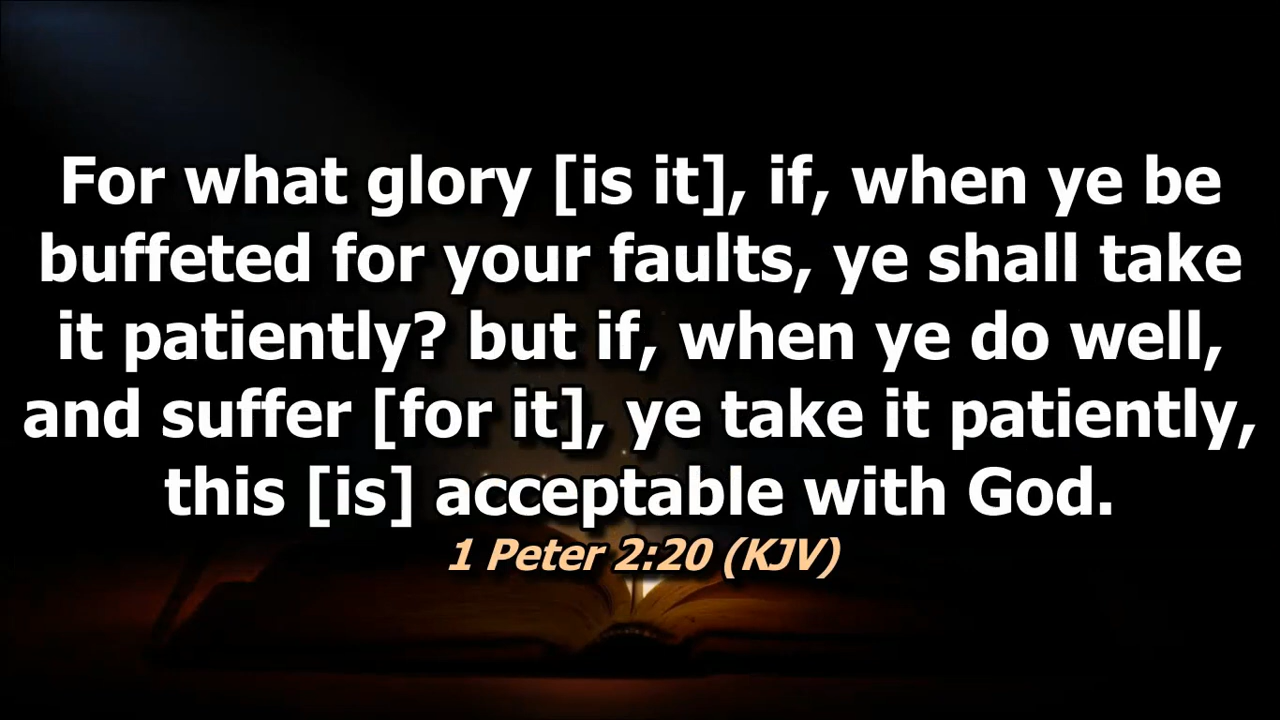 For what glory [is it], if, when ye be
buffeted for your faults, ye shall take
it patiently? but if, when ye do well,
and suffer [for it], ye take it patiently,
this [is] acceptable with God.
1 Peter 2:20 (KJV)